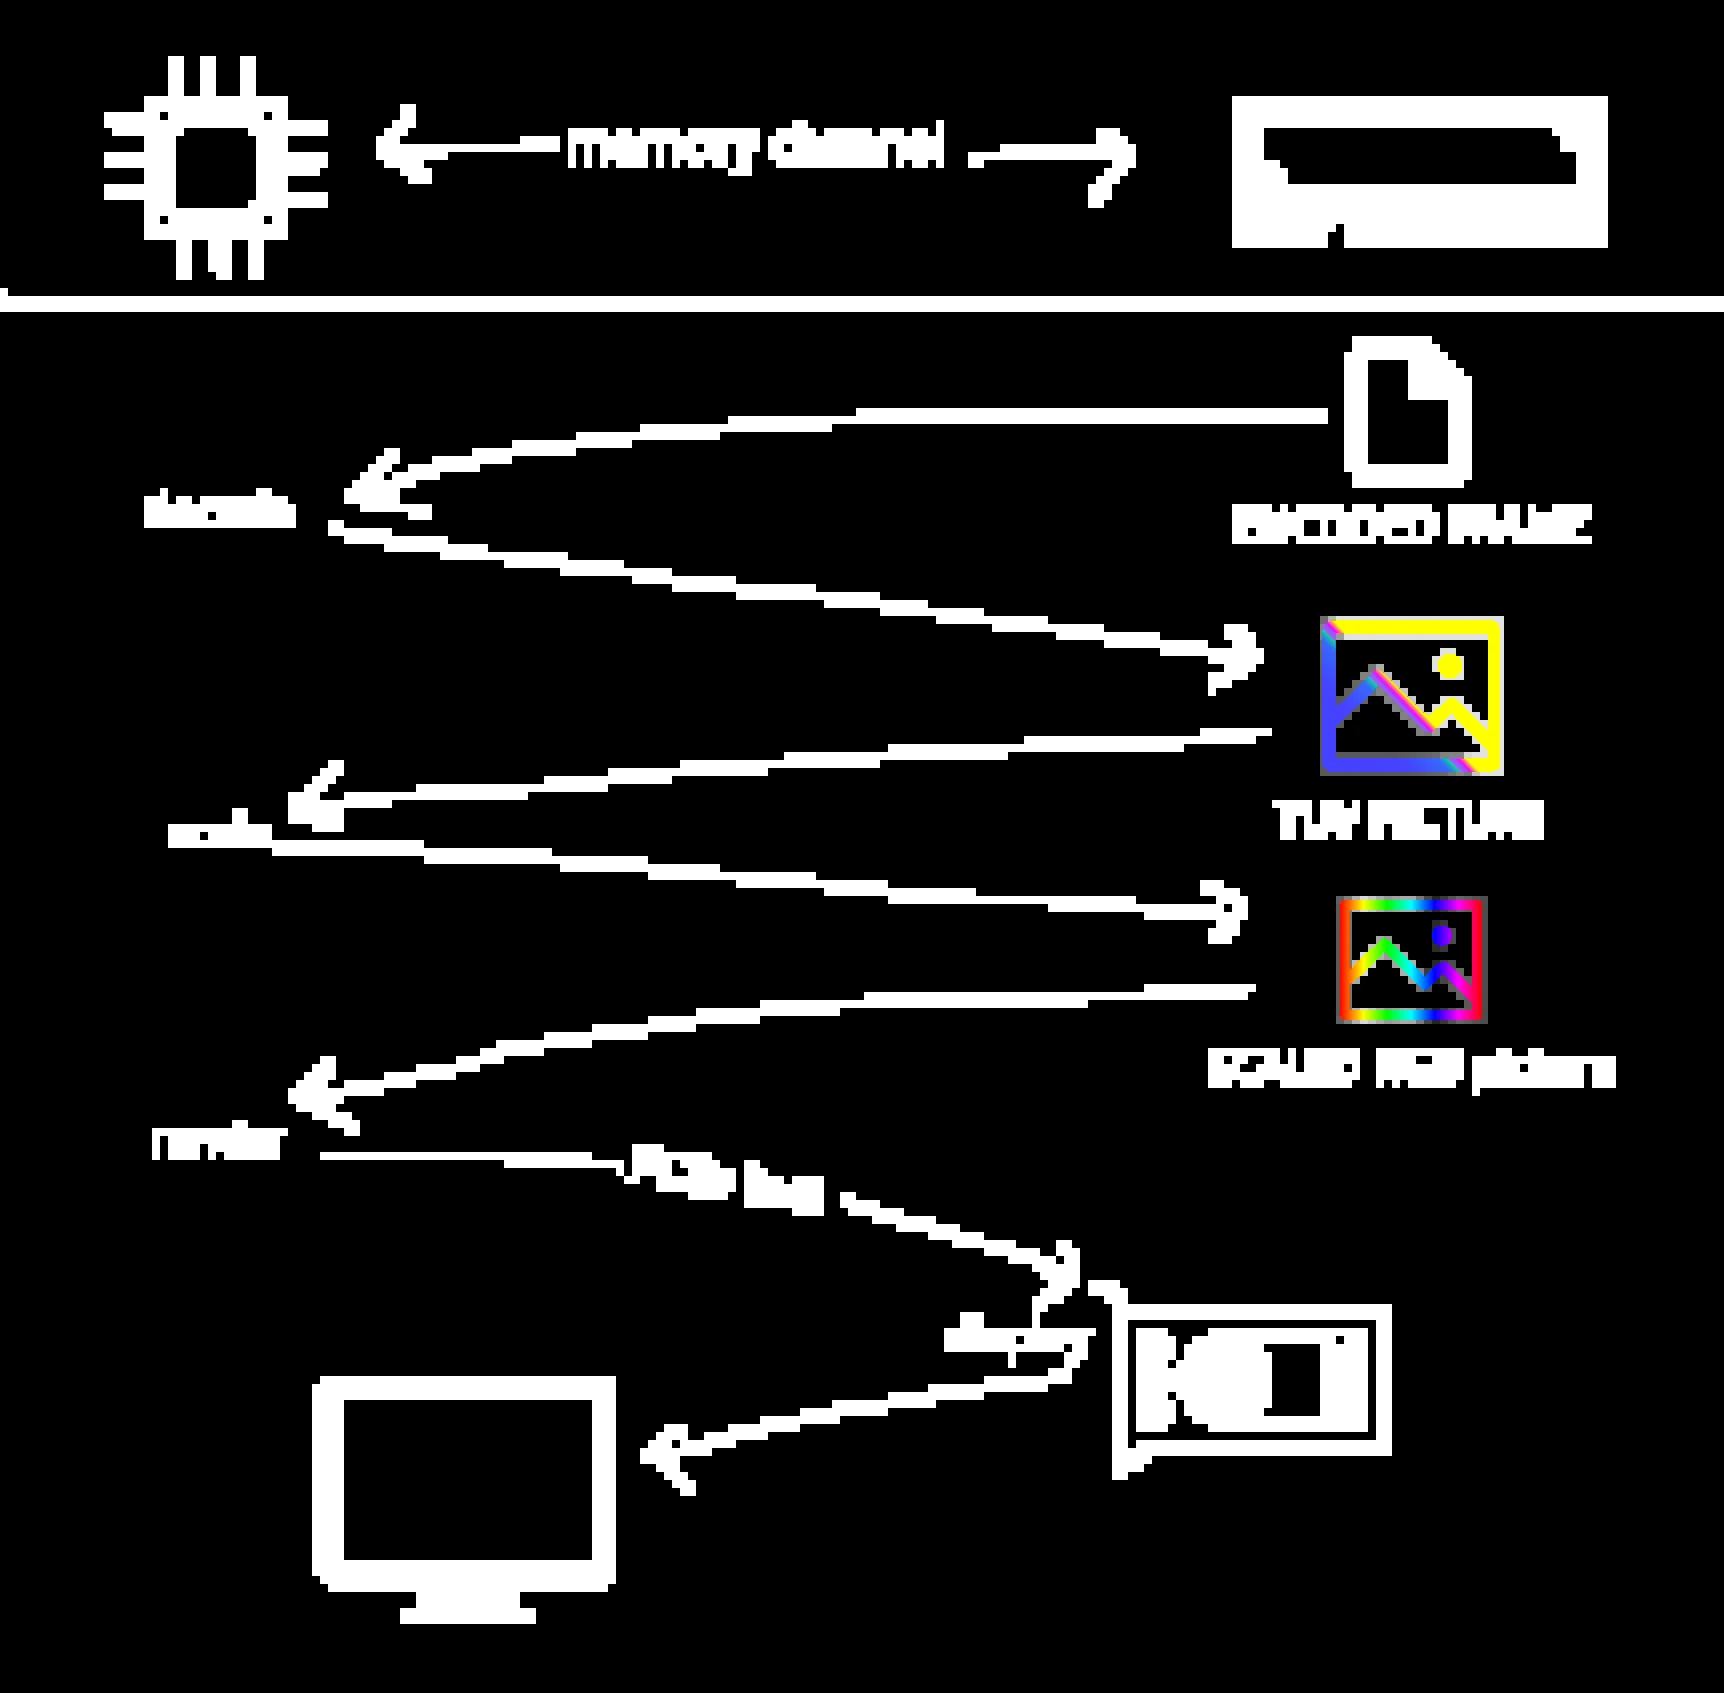 memory channel
decode
ENCODED FRAME
YUV PICTURE
scale
SCALED RGB picture
render
PCIe bus
display